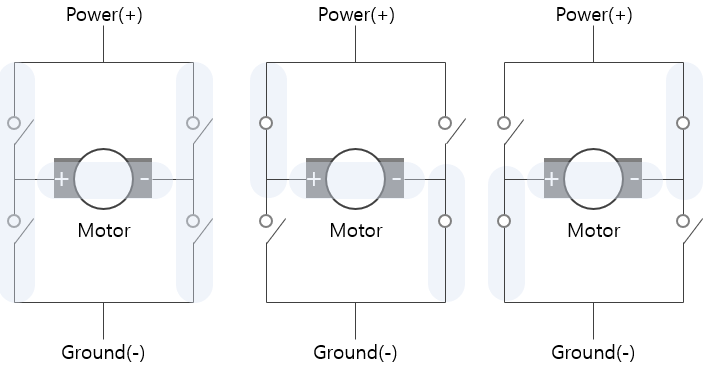 Power(+) Power(+) Power(+)
+ - + - + -
Motor Motor Motor
Ground(-) Ground(-) Ground(-)